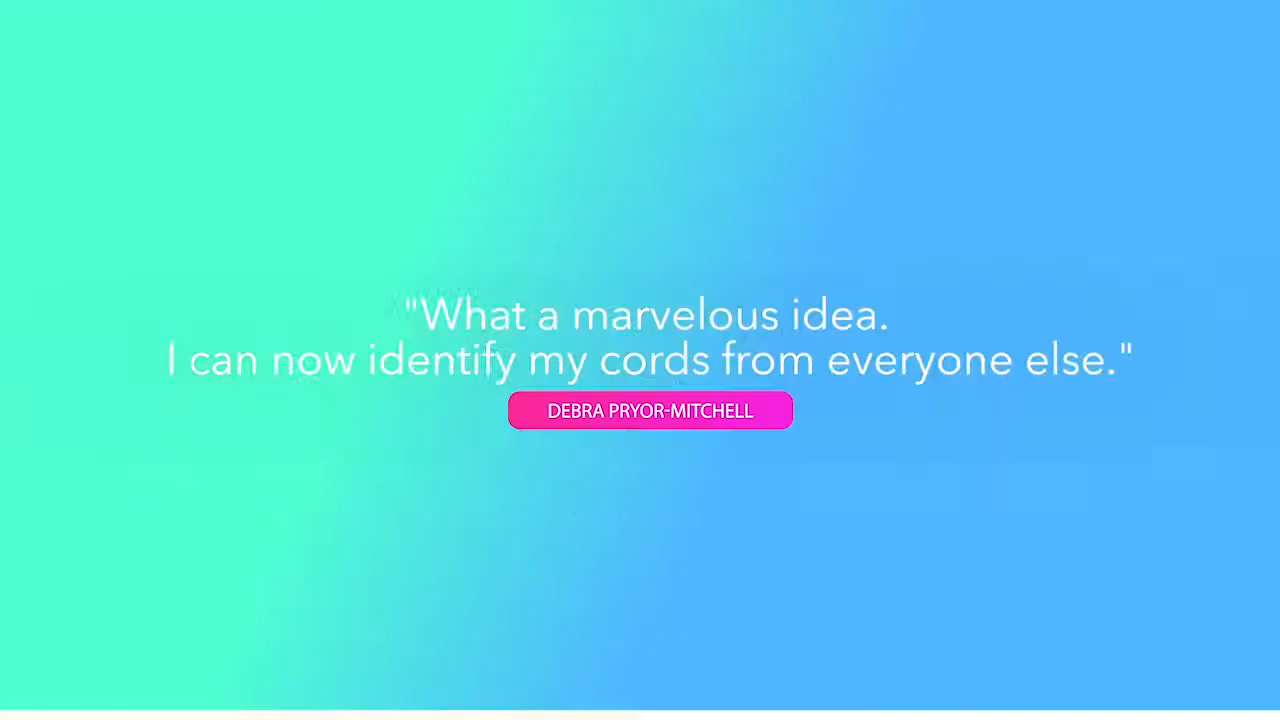 "What a marvelous idea.
I can now identify my cords from everyone else."
DEBRA PRYOR-MITCHELL